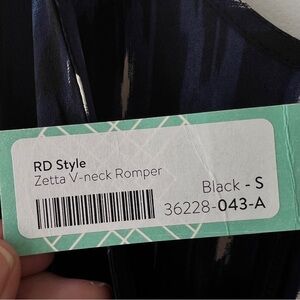 RD Style
Zetta V-neck Romper
Black - S
36228-043-A